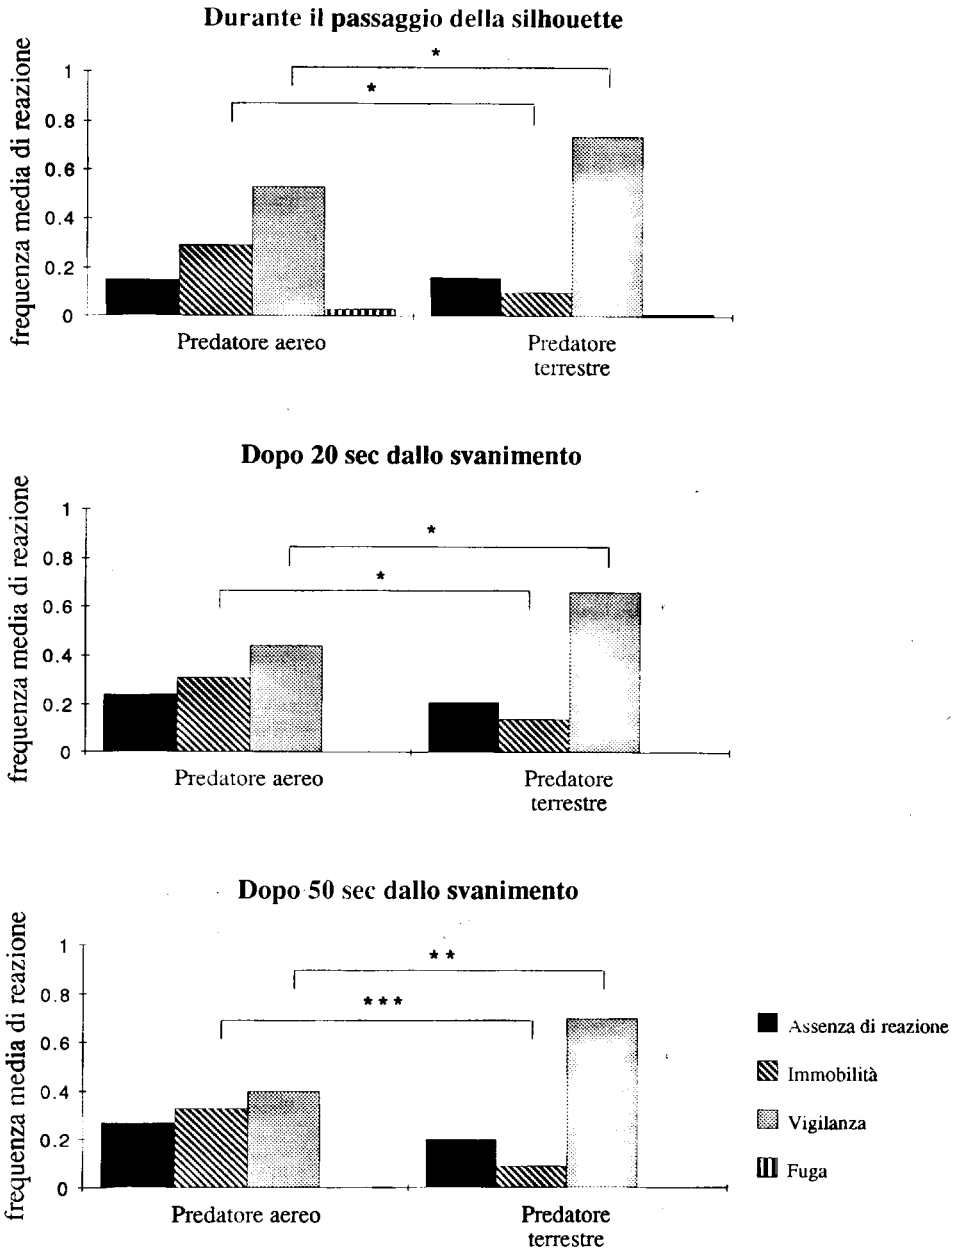 Durante il passaggio della silhouette
frequenza media di reazione
1
0.8
0.6
0.4
0.2
0
*
*
Predatore aereo
Predatore
terrestre
Dopo 20 sec dallo svanimento
frequenza media di reazione
1
0.8
0.6
0.4
0.2
0
*
*
Predatore aereo
Predatore
terrestre
Dopo 50 sec dallo svanimento
frequenza media di reazione
1
0.8
0.6
0.4
0.2
0
**
***
Predatore aereo
Predatore
terrestre
Assenza di reazione
Immobilità
Vigilanza
Fuga